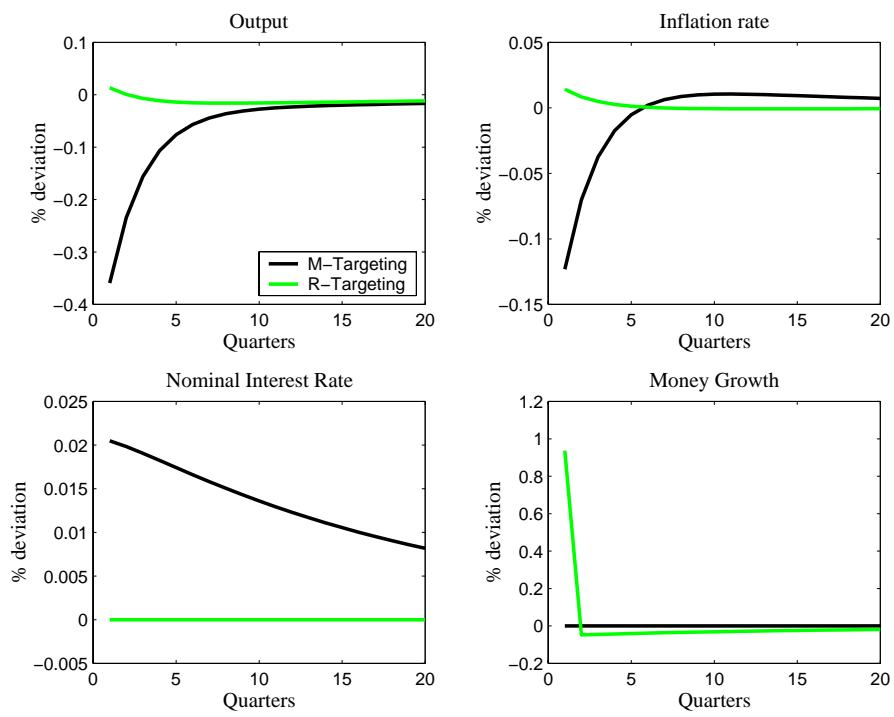 Output
0.1
0
−0.1
−0.2
−0.3
−0.4
% deviation
M−Targeting
R−Targeting
0 5 10 15 20
Quarters
Inflation rate
0.05
0
−0.05
−0.1
−0.15
% deviation
0 5 10 15 20
Quarters
Nominal Interest Rate
0.025
0.02
0.015
0.01
0.005
0
−0.005
% deviation
0 5 10 15 20
Quarters
Money Growth
1.2
1
0.8
0.6
0.4
0.2
0
−0.2
% deviation
0 5 10 15 20
Quarters